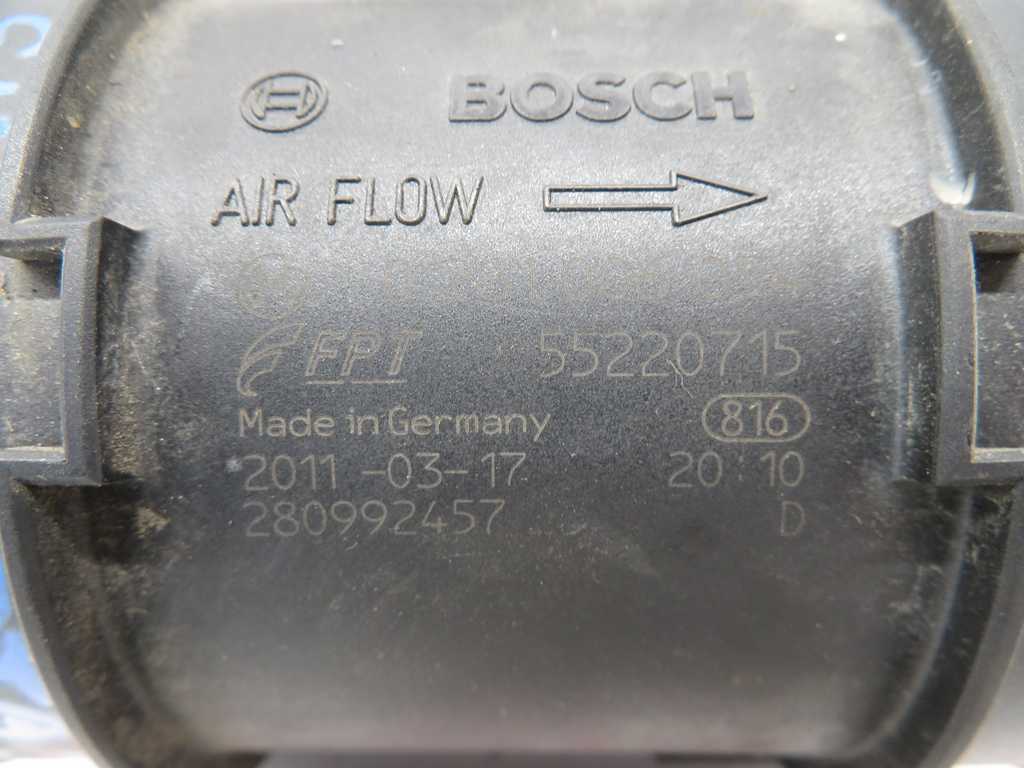 BOSCH
AIR FLOW
FPT 55220715
Made in Germany 816
2011-03-17 20:10
280992457 D